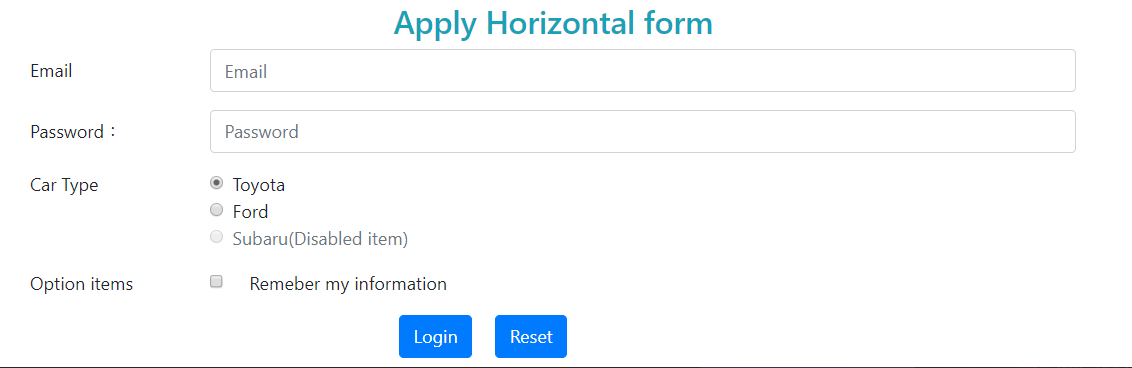 Apply Horizontal form
Email Email
Password： Password
Car Type Toyota
Ford
Subaru(Disabled item)
Option items Remeber my information
Login Reset